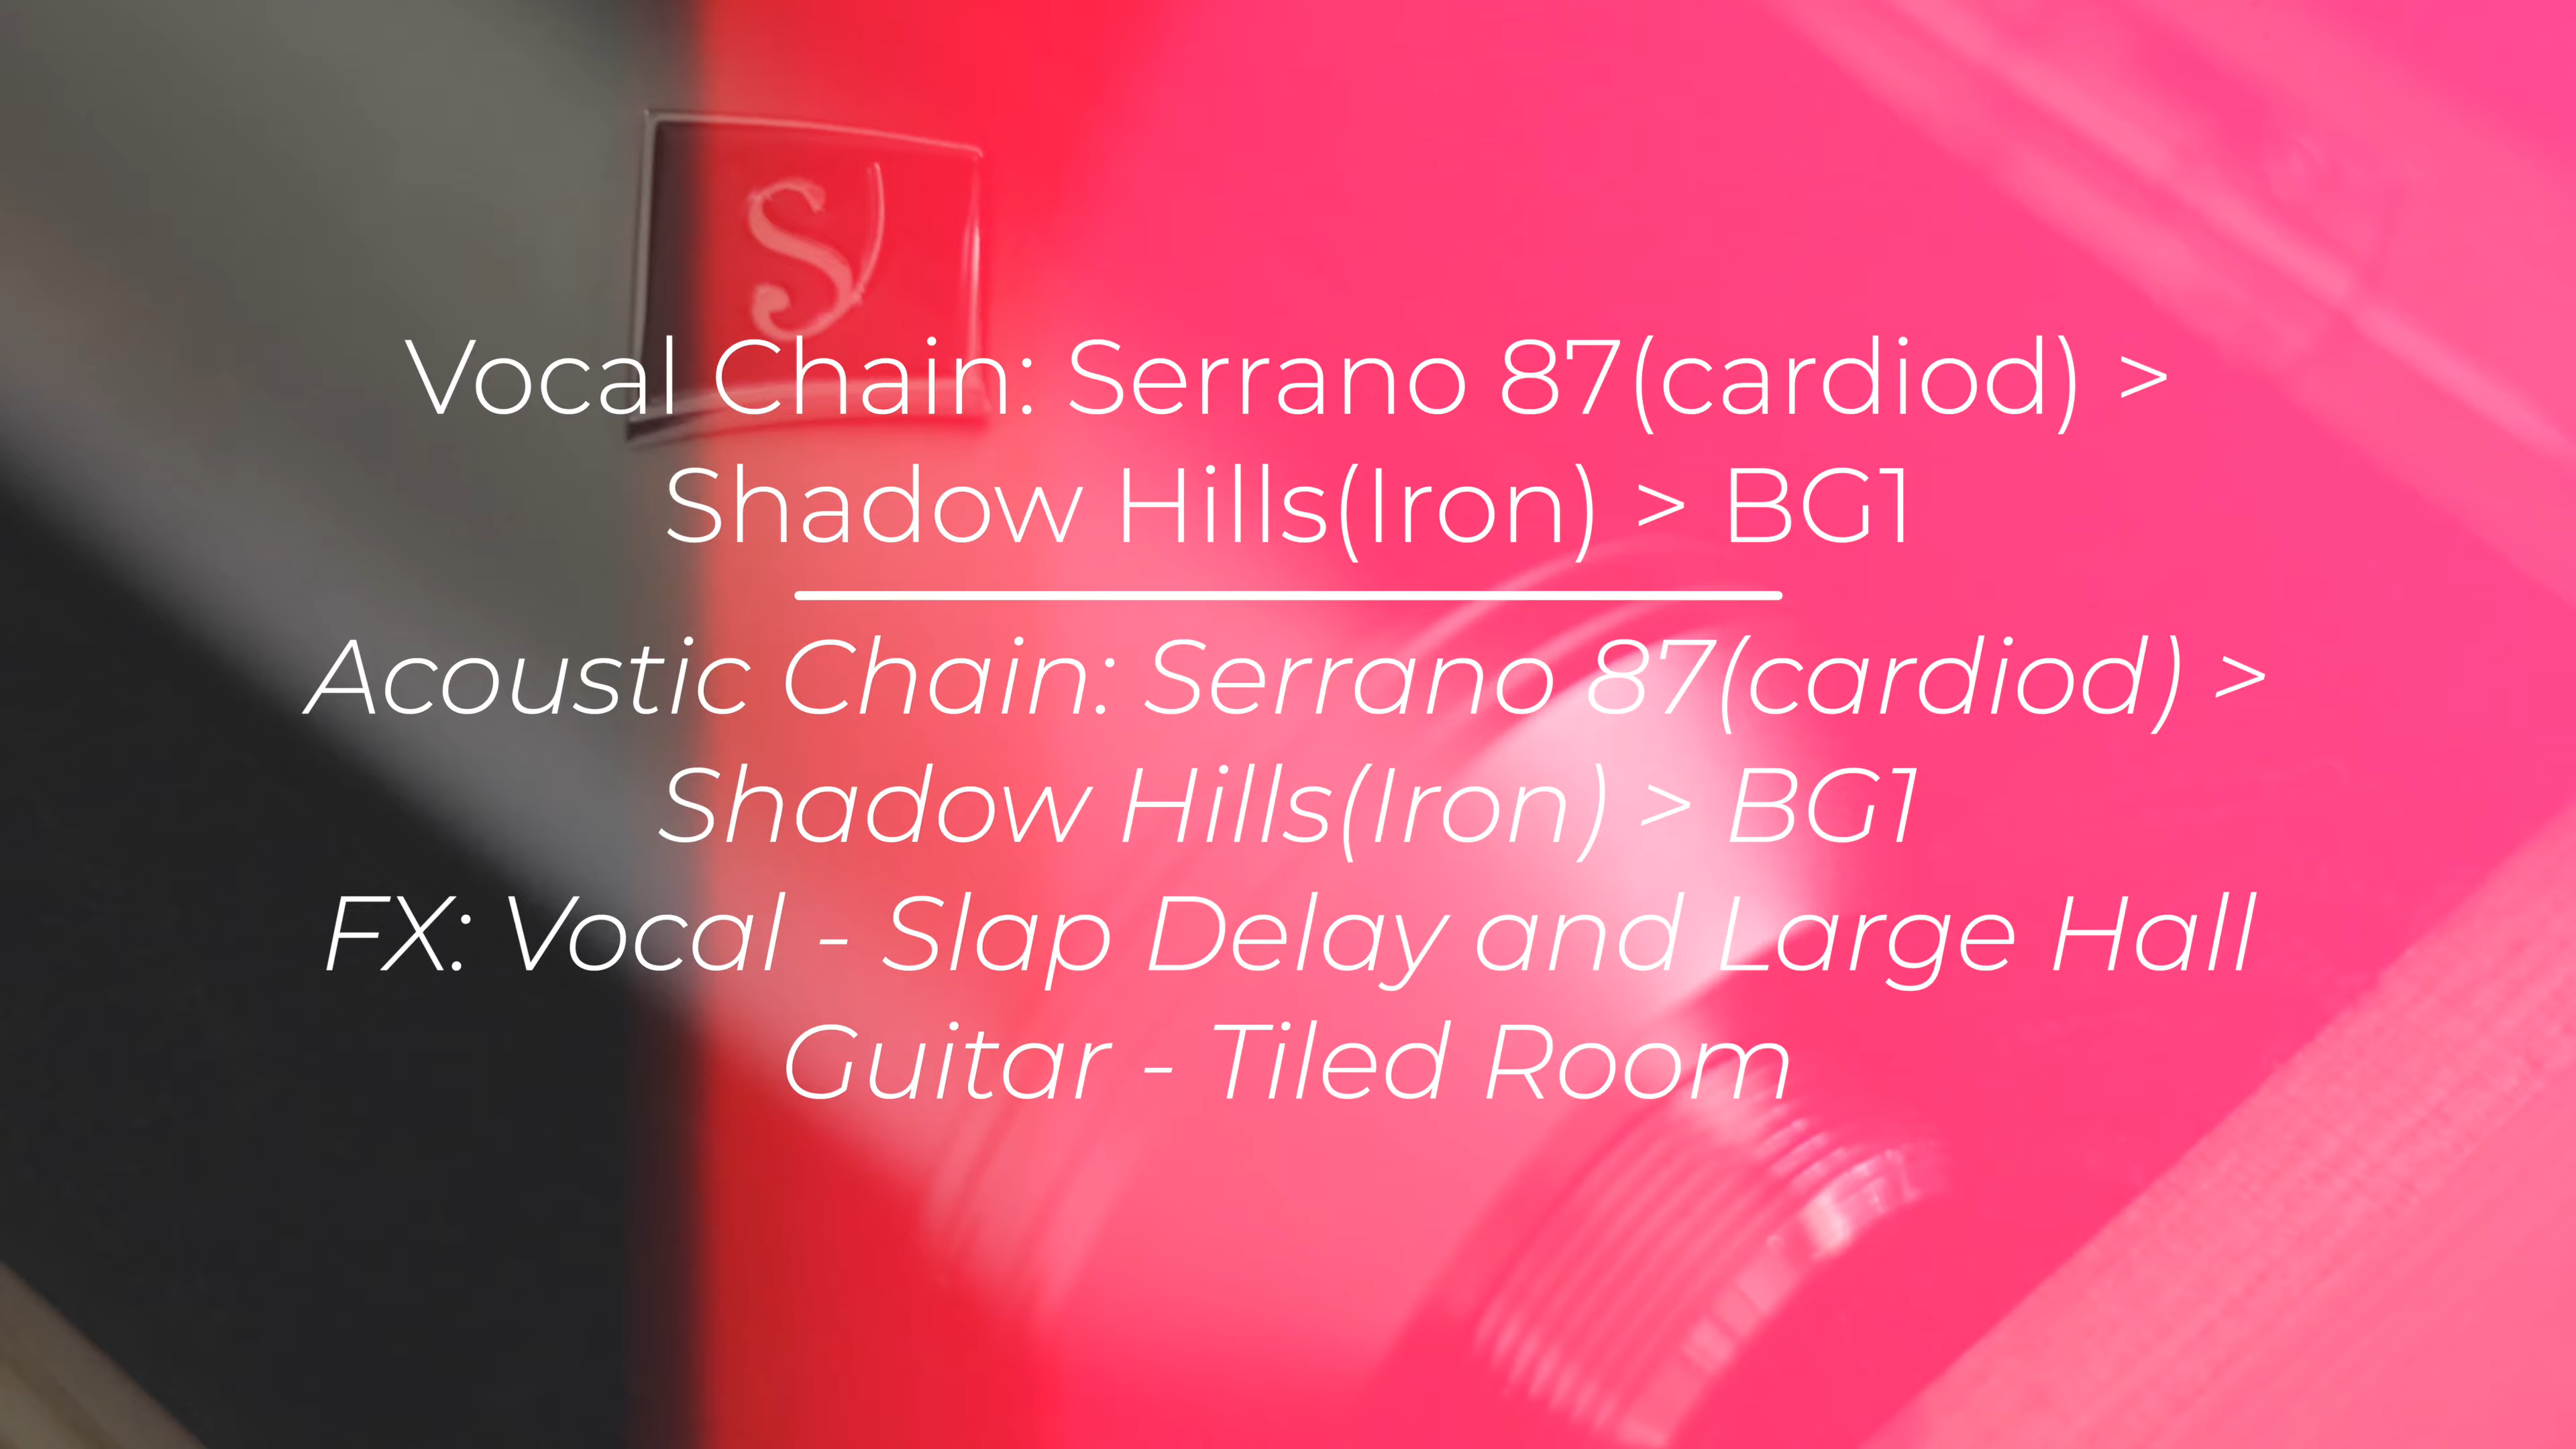 S
Vocal Chain: Serrano 87(cardiod) >
Shadow Hills(Iron) > BG1
Acoustic Chain: Serrano 87(cardiod) >
Shadow Hills(Iron) > BG1
FX: Vocal - Slap Delay and Large Hall
Guitar - Tiled Room